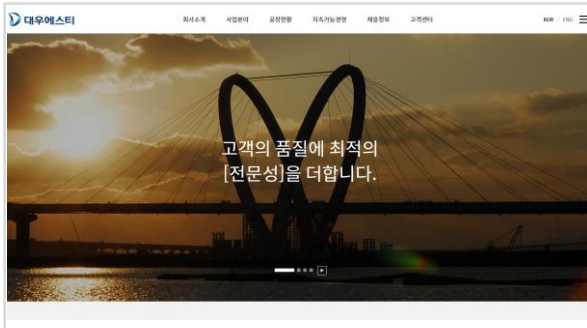 대우에스티
회사소개 사업분야 공장현황 지속가능경영 채용정보 고객센터
KOR ENG
고객의 품질에 최적의
[전문성]을 더합니다.